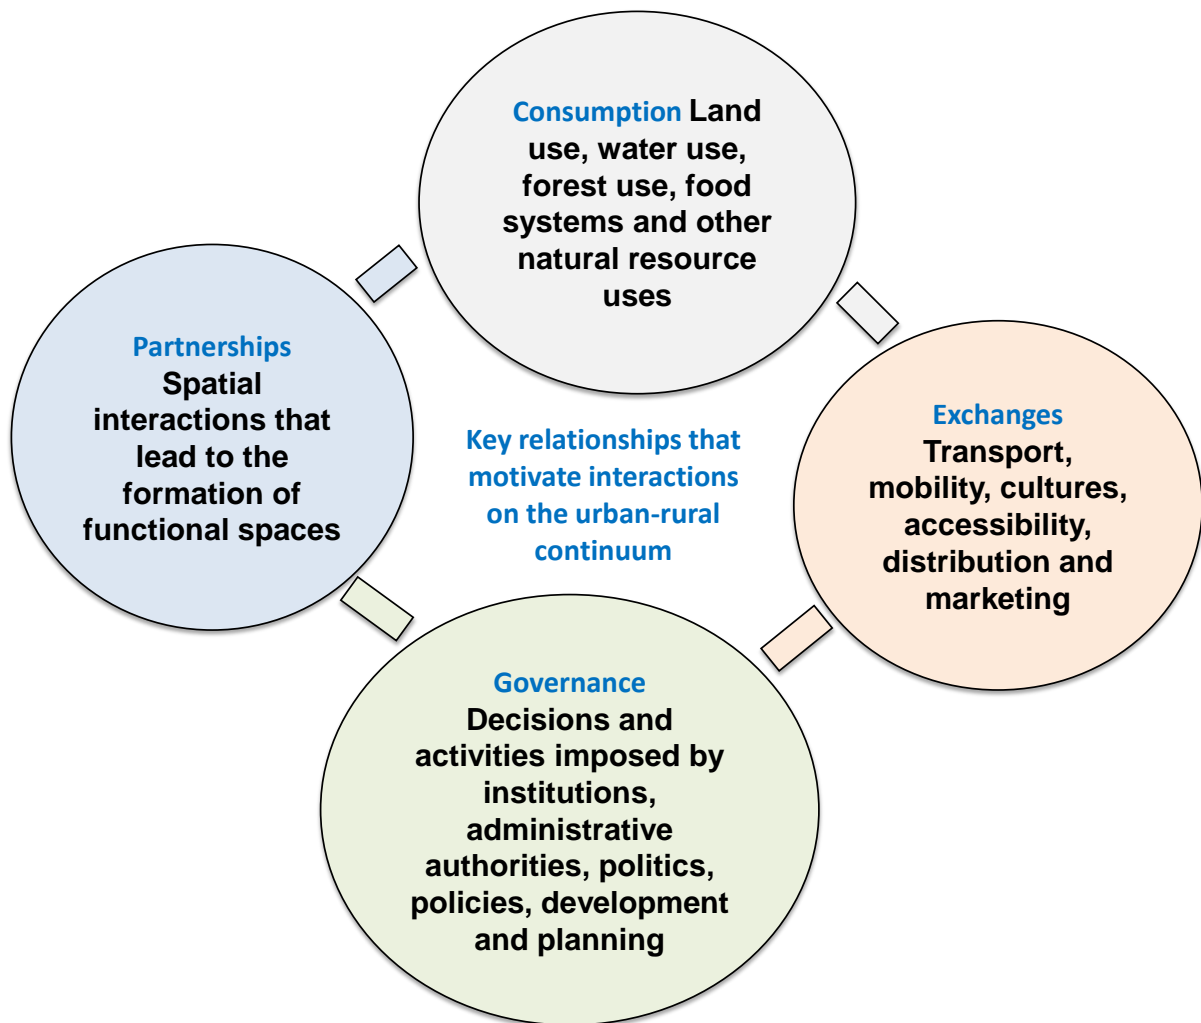 Consumption Land
use, water use,
forest use, food
systems and other
natural resource
uses
Partnerships
Spatial
interactions that
lead to the
formation of
functional spaces
Key relationships that
motivate interactions
on the urban-rural
continuum
Exchanges
Transport,
mobility, cultures,
accessibility,
distribution and
marketing
Governance
Decisions and
activities imposed by
institutions,
administrative
authorities, politics,
policies, development
and planning